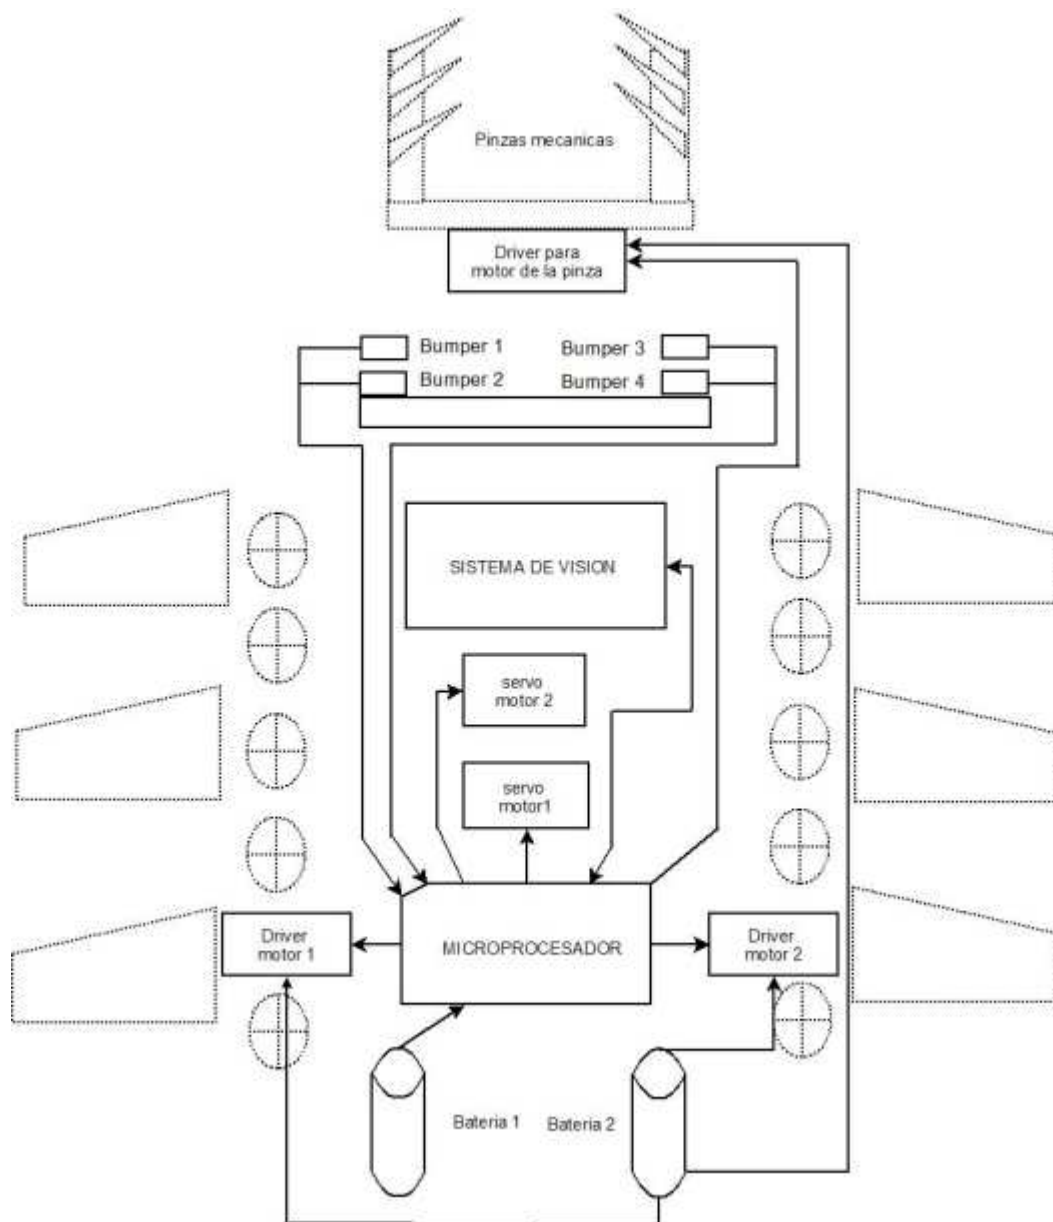 Pinzas mecanicas
Driver para
motor de la pinza
Bumper 1
Bumper 3
Bumper 2
Bumper 4
SISTEMA DE VISION
servo
motor 2
servo
motor1
Driver
motor 1
MICROPROCESADOR
Driver
motor 2
Bateria 1
Bateria 2